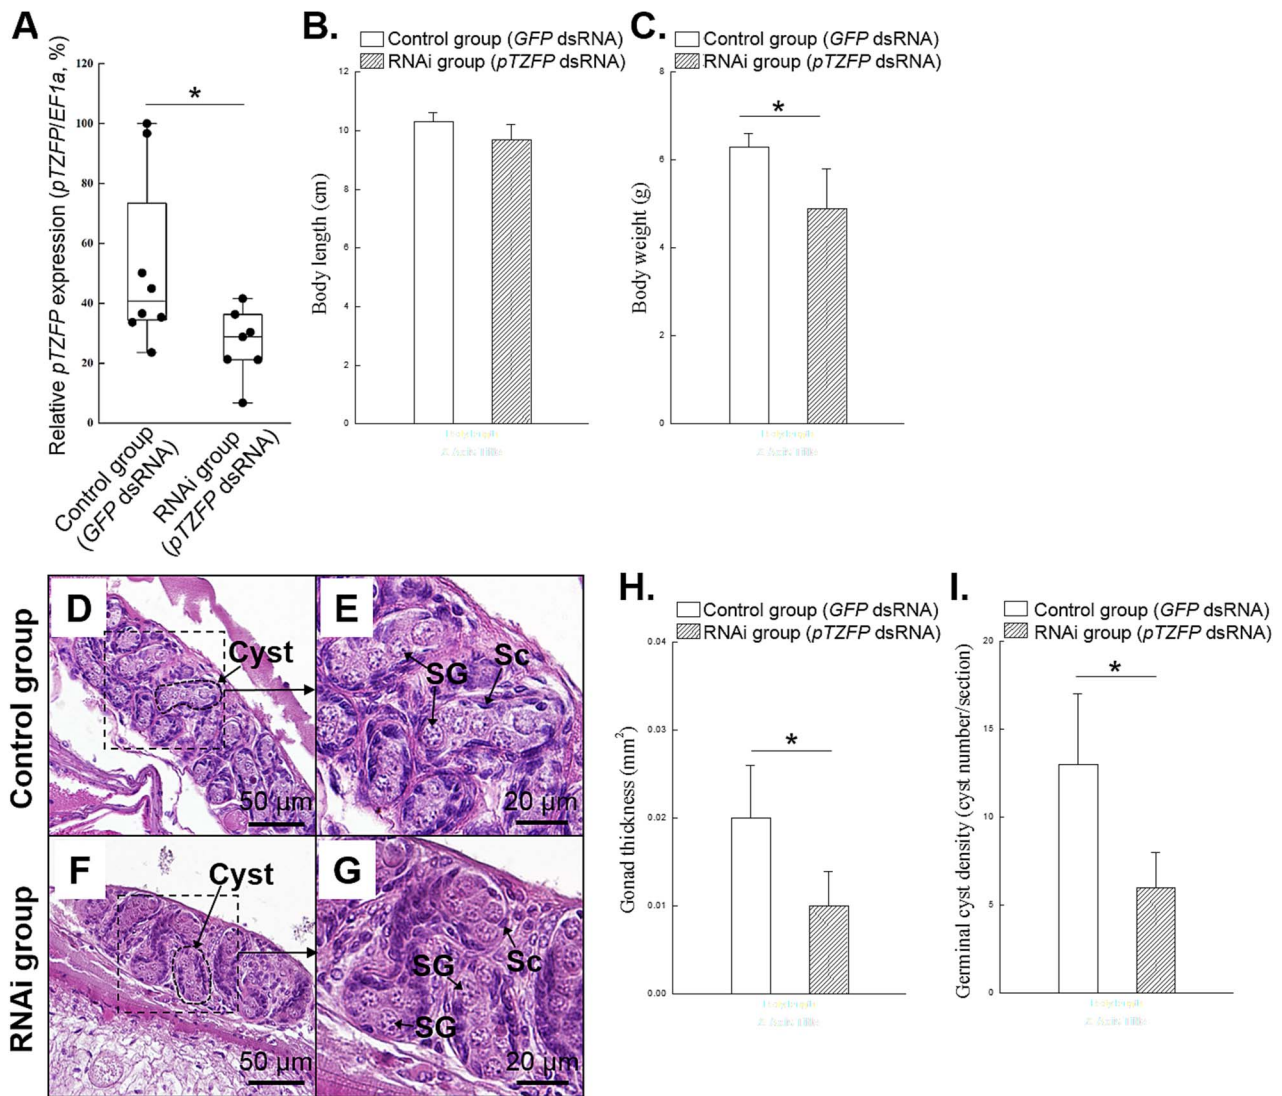 A
Relative pTZFP expression (pTZFP/EF1a, %)
120
100
80
60
40
20
0
*
Control group
(GFP dsRNA)
RNAi group
(pTZFP dsRNA)
B.
Control group (GFP dsRNA)
RNAi group (pTZFP dsRNA)
Body length (cm)
12
10
8
6
4
2
0
C.
Control group (GFP dsRNA)
RNAi group (pTZFP dsRNA)
Body weight (g)
8
6
4
2
0
*
Control group
D
Cyst
50 μm
E
SG
Sc
20 μm
RNAi group
F
Cyst
50 μm
G
SG
Sc
SG
20 μm
H.
Control group (GFP dsRNA)
RNAi group (pTZFP dsRNA)
Gonad thickness (mm²)
0.04
0.03
0.02
0.01
0.00
*
I.
Control group (GFP dsRNA)
RNAi group (pTZFP dsRNA)
Germinal cyst density (cyst number/section)
20
15
10
5
0
*